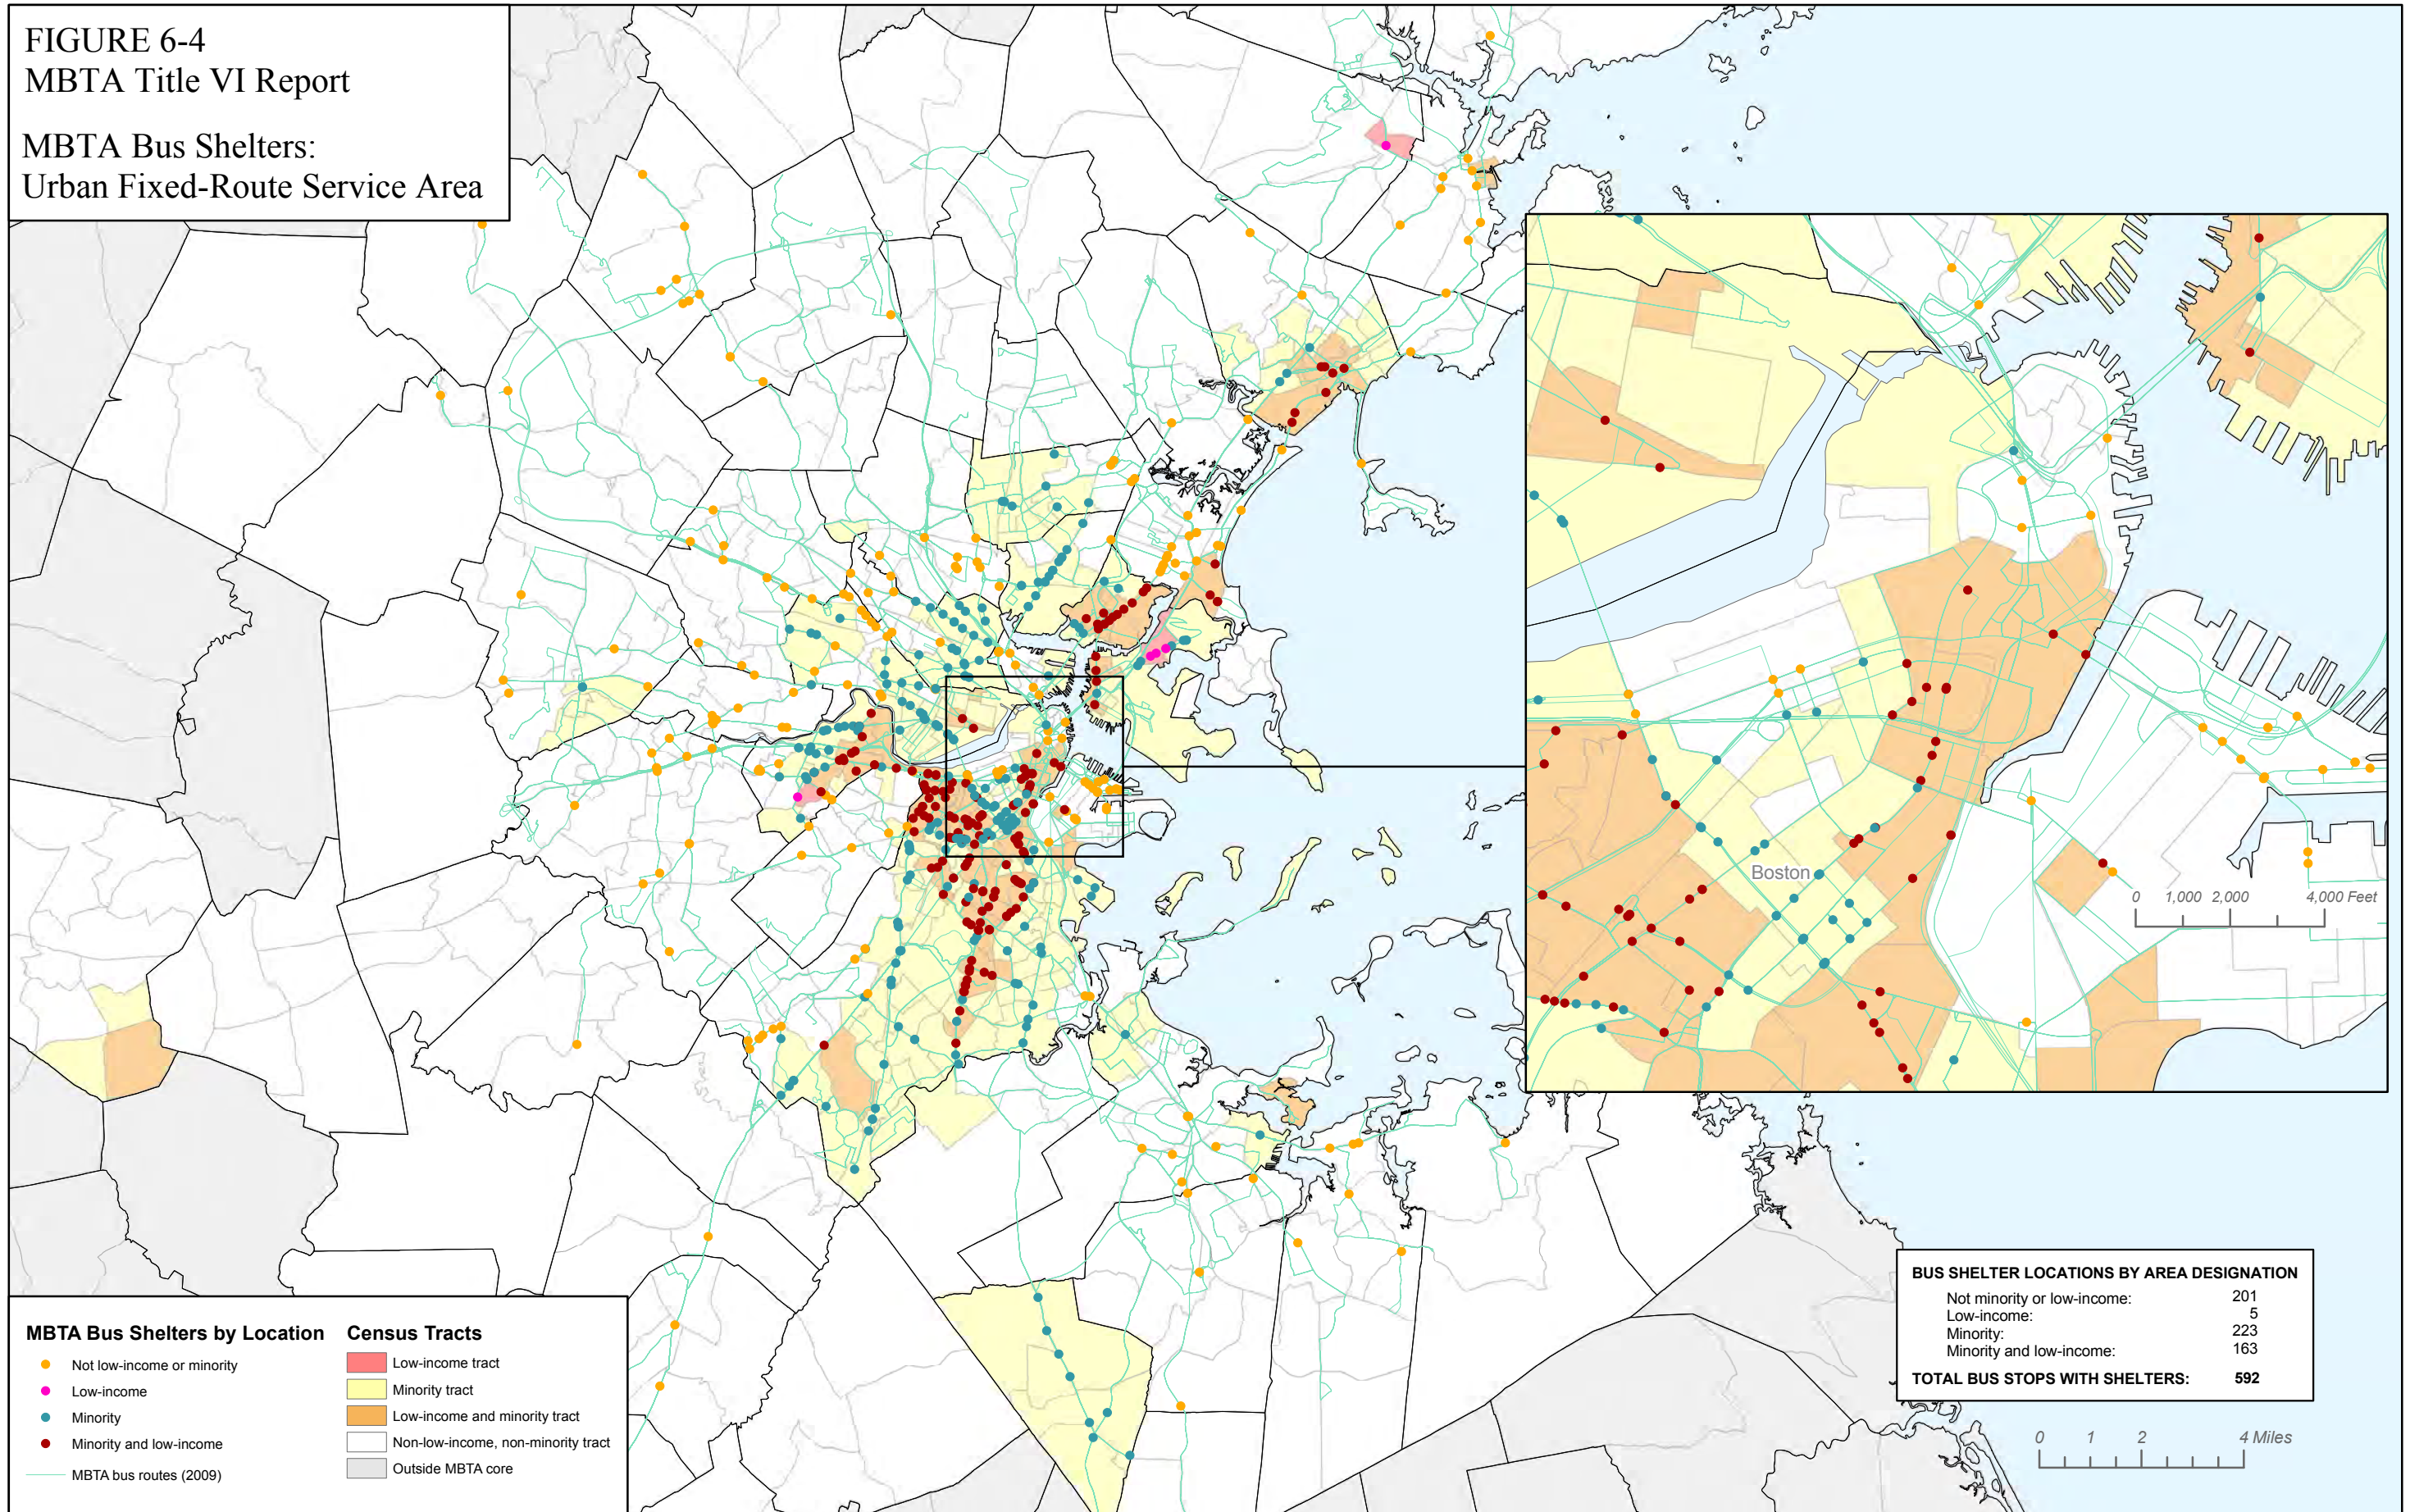 FIGURE 6-4
MBTA Title VI Report
MBTA Bus Shelters:
Urban Fixed-Route Service Area
Boston
0 1,000 2,000 4,000 Feet
MBTA Bus Shelters by Location
Not low-income or minority
Low-income
Minority
Minority and low-income
MBTA bus routes (2009)
Census Tracts
Low-income tract
Minority tract
Low-income and minority tract
Non-low-income, non-minority tract
Outside MBTA core
BUS SHELTER LOCATIONS BY AREA DESIGNATION
Not minority or low-income: 201
Low-income: 5
Minority: 223
Minority and low-income: 163
TOTAL BUS STOPS WITH SHELTERS: 592
0 1 2 4 Miles